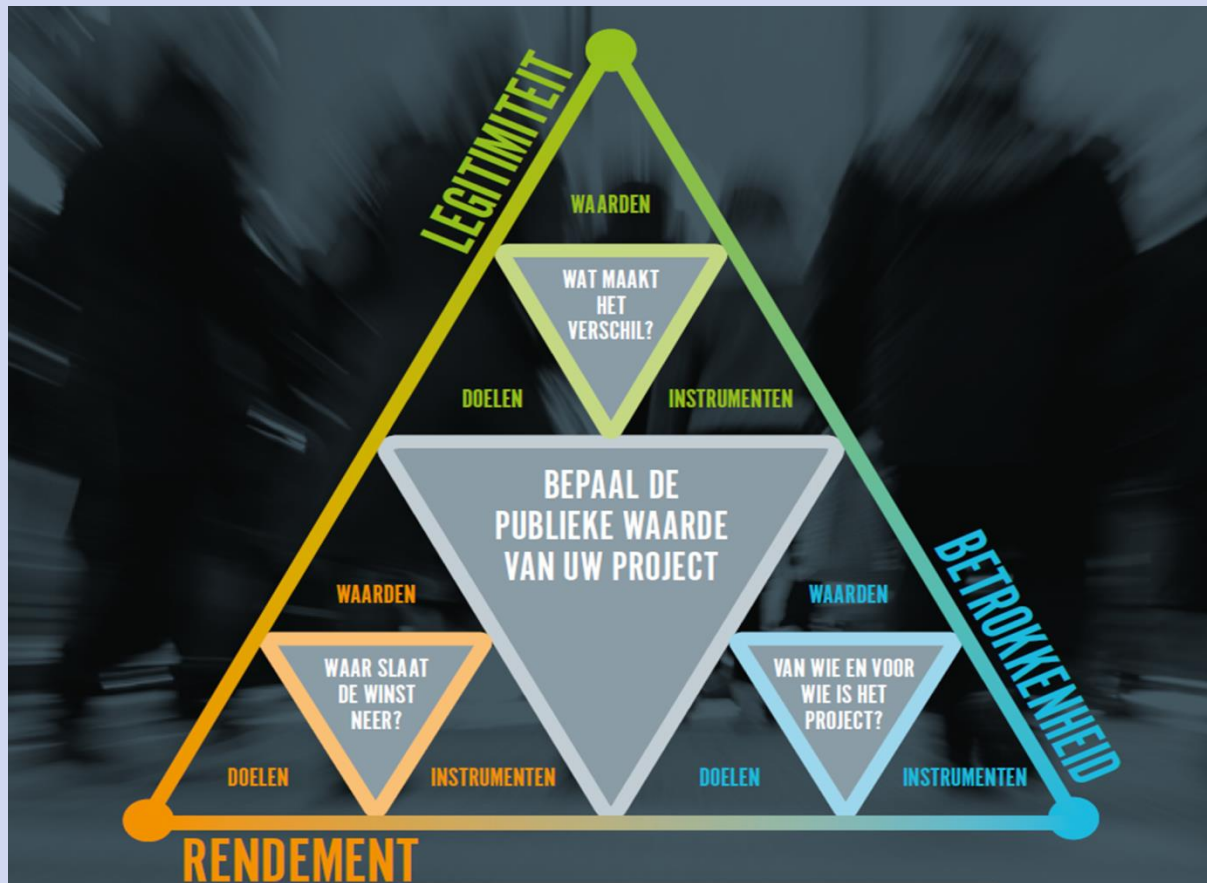 LEGITIMITEIT
WAARDEN
WAT MAAKT
HET
VERSCHIL?
DOELEN
INSTRUMENTEN
BEPAAL DE
PUBLIEKE WAARDE
VAN UW PROJECT
BETROKKENHEID
WAARDEN
WAAR SLAAT
DE WINST
NEER?
DOELEN
INSTRUMENTEN
WAARDEN
VAN WIE EN VOOR
WIE IS HET
PROJECT?
DOELEN
INSTRUMENTEN
RENDEMENT